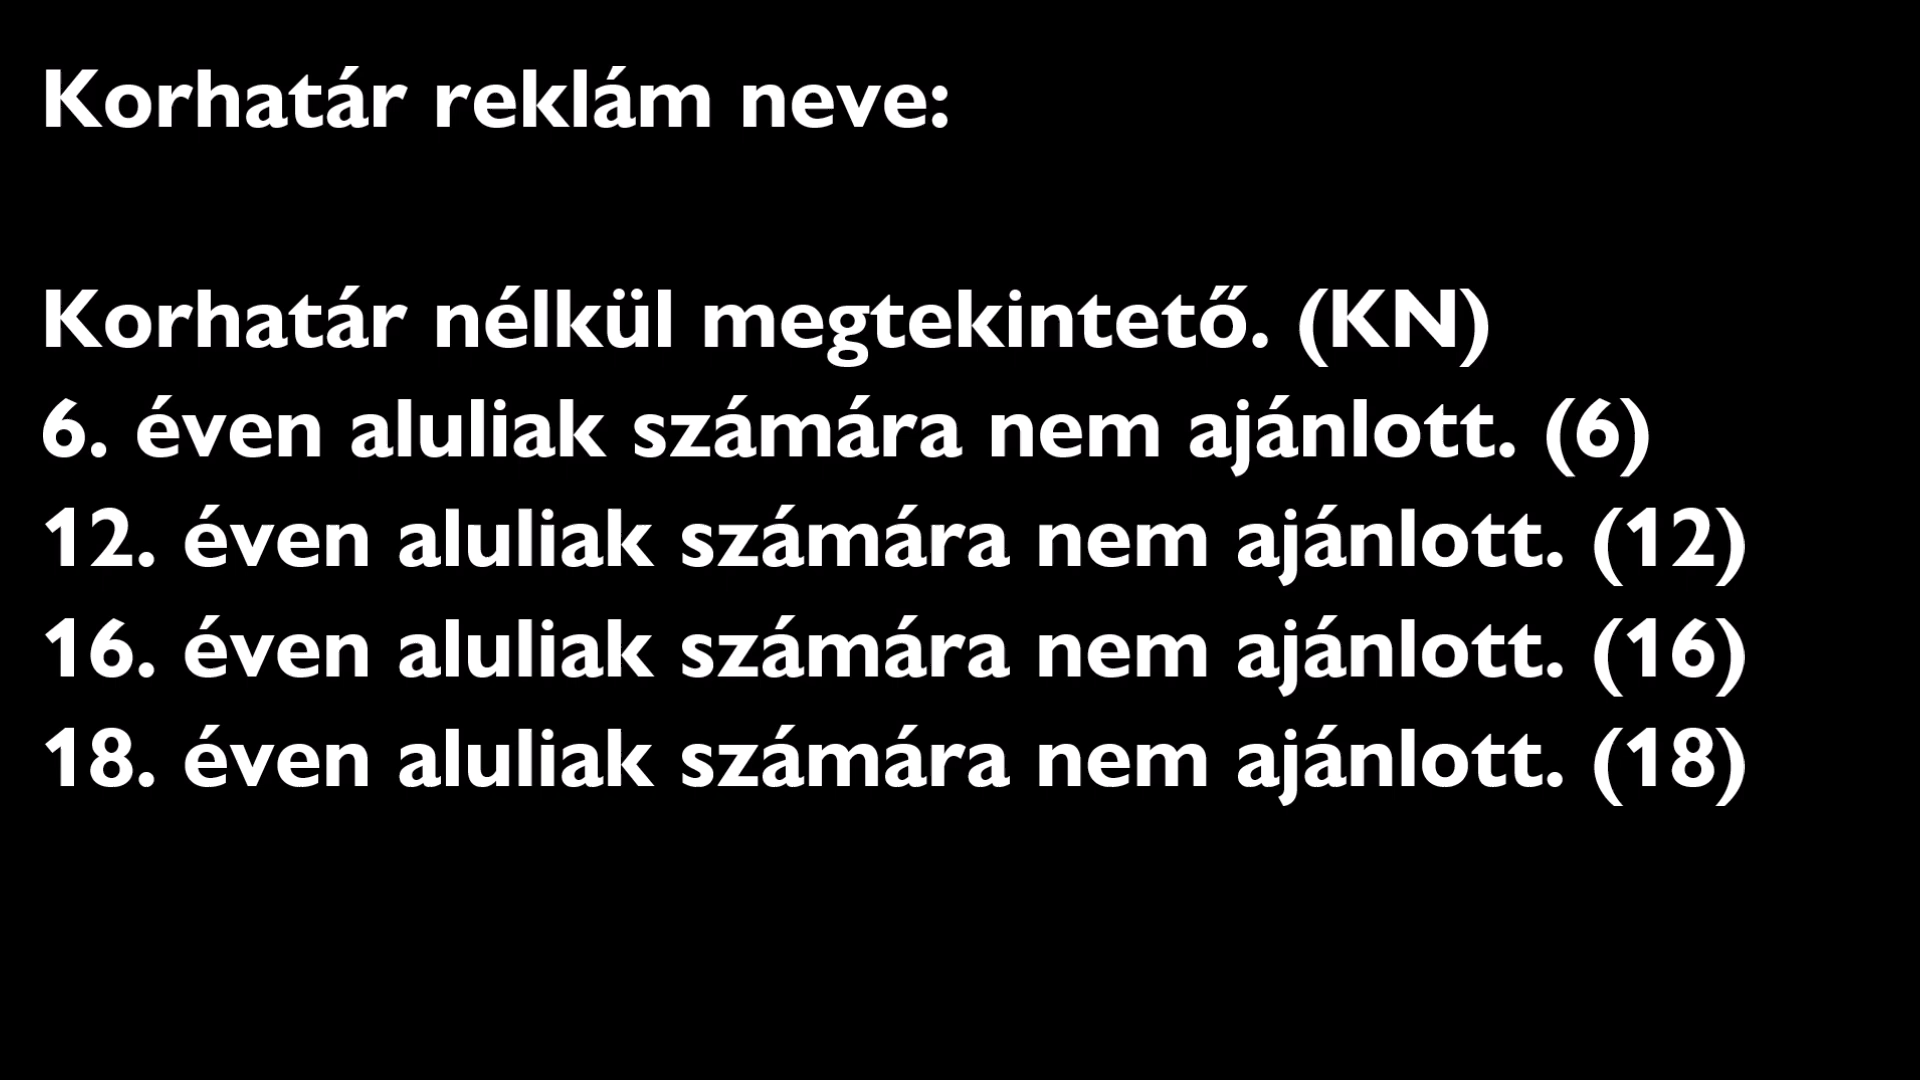 Korhatár reklám neve:
Korhatár nélkül megtekintető. (KN)
6. éven aluliak számára nem ajánlott. (6)
12. éven aluliak számára nem ajánlott. (12)
16. éven aluliak számára nem ajánlott. (16)
18. éven aluliak számára nem ajánlott. (18)